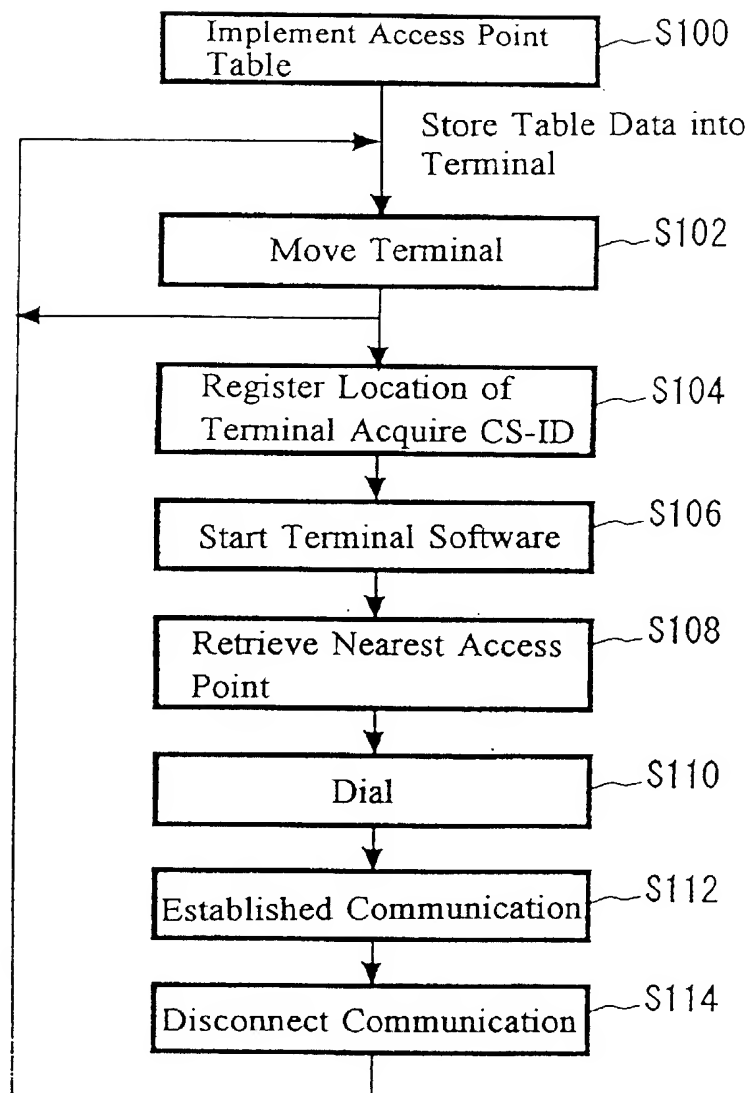 Implement Access Point
Table
S100
Store Table Data into
Terminal
Move Terminal
S102
Register Location of
Terminal Acquire CS-ID
S104
Start Terminal Software
S106
Retrieve Nearest Access
Point
S108
Dial
S110
Established Communication
S112
Disconnect Communication
S114